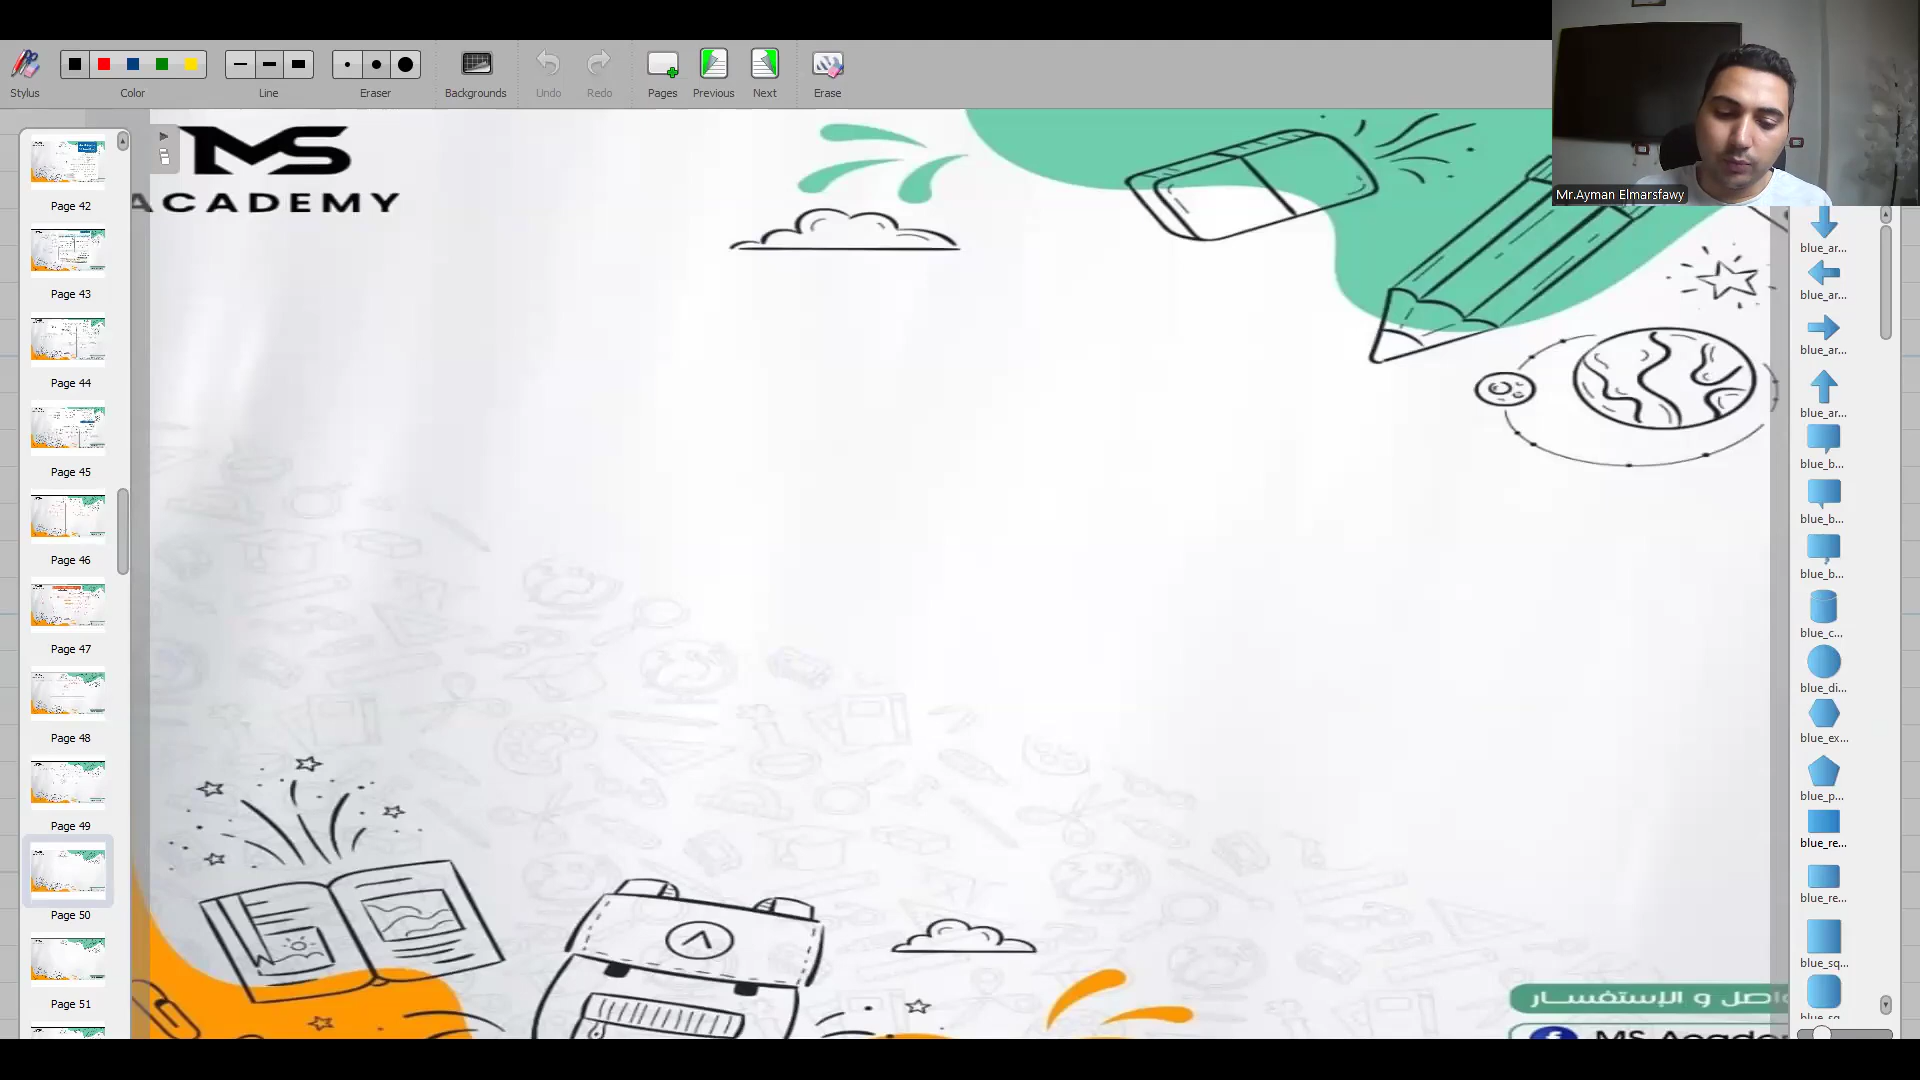 Stylus
Color
Line
Eraser
Backgrounds
Undo
Redo
Pages
Previous
Next
Erase
Mr.Ayman Elmarsfawy
MS
ACADEMY
Page 42
Page 43
Page 44
Page 45
Page 46
Page 47
Page 48
Page 49
Page 50
Page 51
blue_ar...
blue_ar...
blue_ar...
blue_ar...
blue_b...
blue_b...
blue_b...
blue_c...
blue_di...
blue_ex...
blue_p...
blue_re...
blue_re...
blue_sq...
blue_sq
و الإستفسار
MS